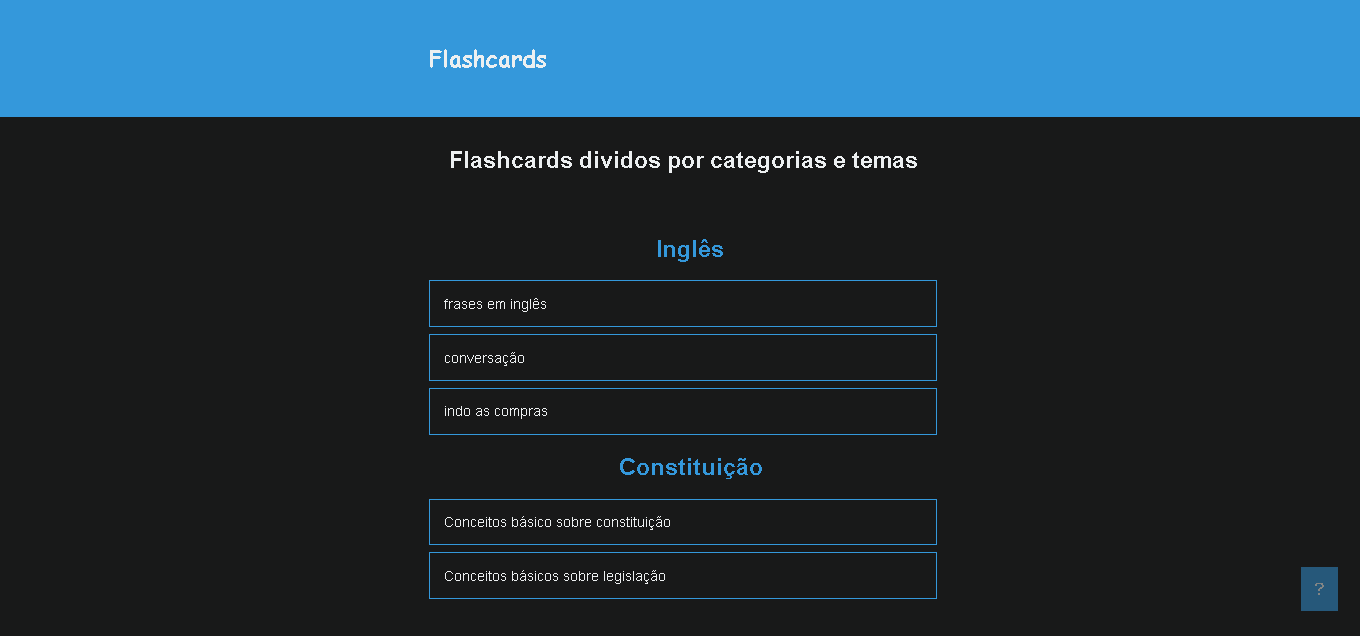 Flashcards
Flashcards dividos por categorias e temas
Inglês
frases em inglês
conversação
indo as compras
Constituição
Conceitos básico sobre constituição
Conceitos básicos sobre legislação
?